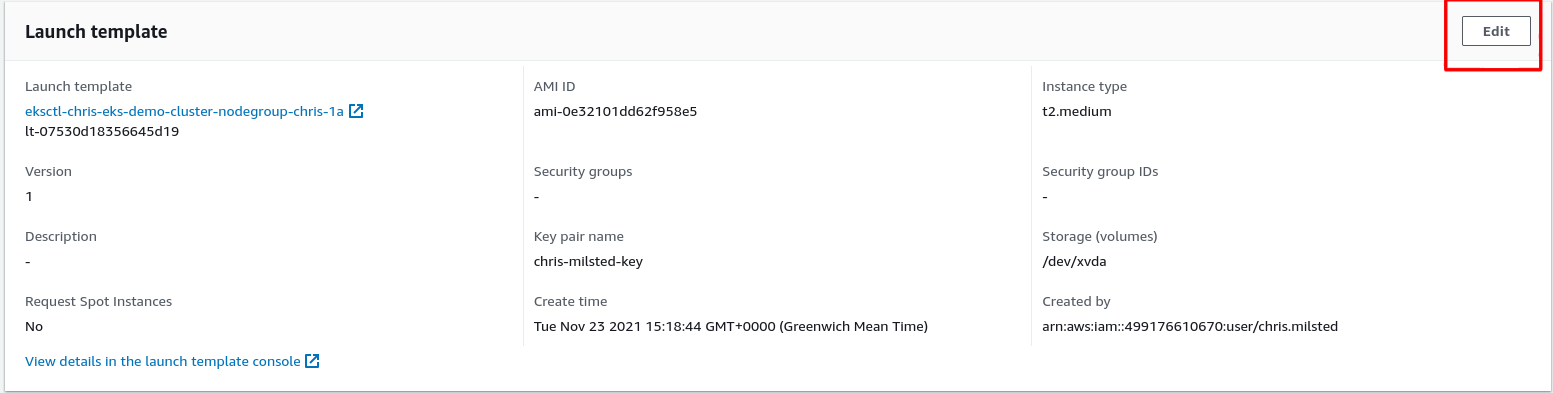 Launch template
Edit
Launch template
eksctl-chris-eks-demo-cluster-nodegroup-chris-1a
lt-07530d18356645d19
AMI ID
ami-0e32101dd62f958e5
Instance type
t2.medium
Version
1
Security groups
-
Security group IDs
-
Description
-
Key pair name
chris-milsted-key
Storage (volumes)
/dev/xvda
Request Spot Instances
No
Create time
Tue Nov 23 2021 15:18:44 GMT+0000 (Greenwich Mean Time)
Created by
arn:aws:iam::499176610670:user/chris.milsted
View details in the launch template console